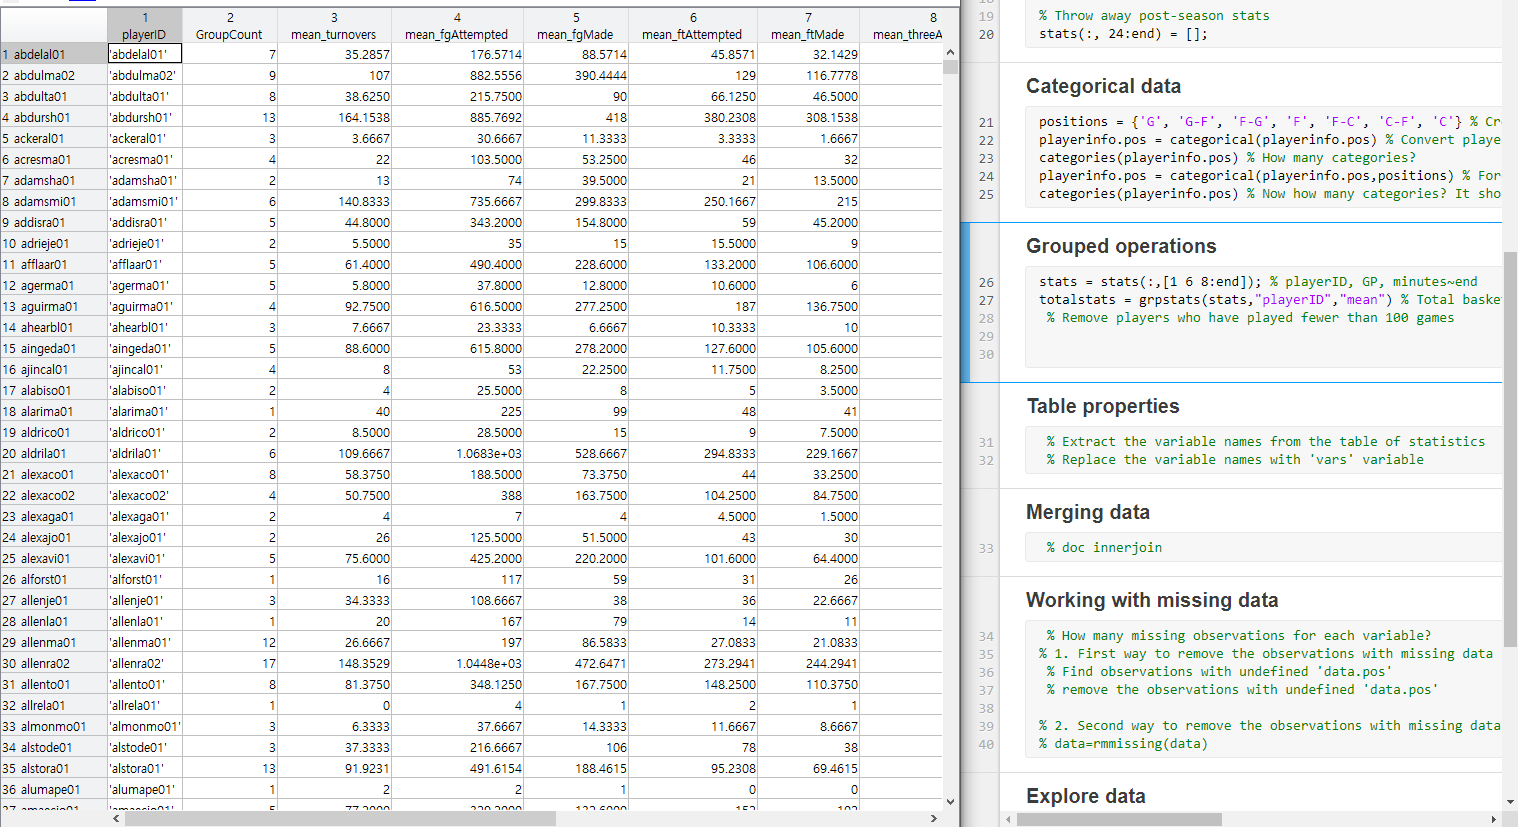 1 2 3 4 5 6 7 8
playerID GroupCount mean_turnovers mean_fgAttempted mean_fgMade mean_ftAttempted mean_ftMade mean_threeA
1 abdelal01 'abdelal01' 7 35.2857 176.5714 88.5714 45.8571 32.1429
2 abdulma02 'abdulma02' 9 107 882.5556 390.4444 129 116.7778
3 abdulta01 'abdulta01' 8 38.6250 215.7500 90 66.1250 46.5000
4 abdursh01 'abdursh01' 13 164.1538 885.7692 418 380.2308 308.1538
5 ackeral01 'ackeral01' 3 3.6667 30.6667 11.3333 3.3333 1.6667
6 acresma01 'acresma01' 4 22 103.5000 53.2500 46 32
7 adamsha01 'adamsha01' 2 13 74 39.5000 21 13.5000
8 adamsmi01 'adamsmi01' 6 140.8333 735.6667 299.8333 250.1667 215
9 addisra01 'addisra01' 5 44.8000 343.2000 154.8000 59 45.2000
10 adrieje01 'adrieje01' 2 5.5000 35 15 15.5000 9
11 afflaar01 'afflaar01' 5 61.4000 490.4000 228.6000 133.2000 106.6000
12 agerma01 'agerma01' 5 5.8000 37.8000 12.8000 10.6000 6
13 aguirma01 'aguirma01' 4 92.7500 616.5000 277.2500 187 136.7500
14 ahearbl01 'ahearbl01' 3 7.6667 23.3333 6.6667 10.3333 10
15 aingeda01 'aingeda01' 5 88.6000 615.8000 278.2000 127.6000 105.6000
16 ajincal01 'ajincal01' 4 8 53 22.2500 11.7500 8.2500
17 alabiso01 'alabiso01' 2 4 25.5000 8 5 3.5000
18 alarima01 'alarima01' 1 40 225 99 48 41
19 aldrico01 'aldrico01' 2 8.5000 28.5000 15 9 7.5000
20 aldrila01 'aldrila01' 6 109.6667 1.0683e+03 528.6667 294.8333 229.1667
21 alexaco01 'alexaco01' 8 58.3750 188.5000 73.3750 44 33.2500
22 alexaco02 'alexaco02' 4 50.7500 388 163.7500 104.2500 84.7500
23 alexaga01 'alexaga01' 2 4 7 4 4.5000 1.5000
24 alexajo01 'alexajo01' 2 26 125.5000 51.5000 43 30
25 alexavi01 'alexavi01' 5 75.6000 425.2000 220.2000 101.6000 64.4000
26 alforst01 'alforst01' 1 16 117 59 31 26
27 allenje01 'allenje01' 3 34.3333 108.6667 38 36 22.6667
28 allenla01 'allenla01' 1 20 167 79 14 11
29 allenma01 'allenma01' 12 26.6667 197 86.5833 27.0833 21.0833
30 allenra02 'allenra02' 17 148.3529 1.0448e+03 472.6471 273.2941 244.2941
31 allento01 'allento01' 8 81.3750 348.1250 167.7500 148.2500 110.3750
32 allrela01 'allrela01' 1 0 4 1 2 1
33 almonmo01 'almonmo01' 3 6.3333 37.6667 14.3333 11.6667 8.6667
34 alstode01 'alstode01' 3 37.3333 216.6667 106 78 38
35 alstora01 'alstora01' 13 91.9231 491.6154 188.4615 95.2308 69.4615
36 alumape01 'alumape01' 1 2 2 1 0 0
19 % Throw away post-season stats
20 stats(:, 24:end) = [];
Categorical data
21 positions = {'G', 'G-F', 'F-G', 'F', 'F-C', 'C-F', 'C'} % Cr
22 playerinfo.pos = categorical(playerinfo.pos) % Convert playe
23 categories(playerinfo.pos) % How many categories?
24 playerinfo.pos = categorical(playerinfo.pos,positions) % For
25 categories(playerinfo.pos) % Now how many categories? It sho
Grouped operations
26 stats = stats(:,[1 6 8:end]); % playerID, GP, minutes~end
27 totalstats = grpstats(stats,"playerID","mean") % Total baske
28 % Remove players who have played fewer than 100 games
29
30
Table properties
31 % Extract the variable names from the table of statistics
32 % Replace the variable names with 'vars' variable
Merging data
33 % doc innerjoin
Working with missing data
34 % How many missing observations for each variable?
35 % 1. First way to remove the observations with missing data
36 % Find observations with undefined 'data.pos'
37 % remove the observations with undefined 'data.pos'
38
39 % 2. Second way to remove the observations with missing data
40 % data=rmmissing(data)
Explore data